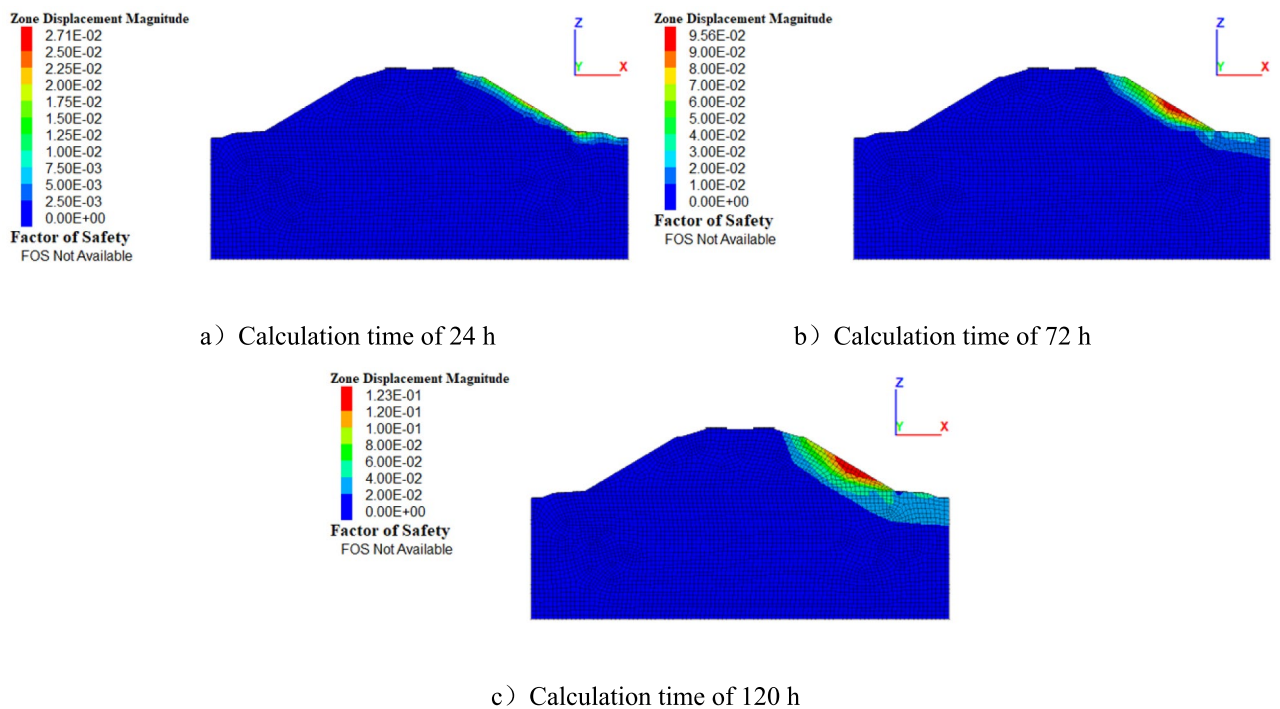 Zone Displacement Magnitude
2.71E-02
2.50E-02
2.25E-02
2.00E-02
1.75E-02
1.50E-02
1.25E-02
1.00E-02
7.50E-03
5.00E-03
2.50E-03
0.00E+00
Factor of Safety
FOS Not Available
Z
Y
X
Zone Displacement Magnitude
9.56E-02
9.00E-02
8.00E-02
7.00E-02
6.00E-02
5.00E-02
4.00E-02
3.00E-02
2.00E-02
1.00E-02
0.00E+00
Factor of Safety
FOS Not Available
Z
Y
X
a）Calculation time of 24 h
b）Calculation time of 72 h
Zone Displacement Magnitude
1.23E-01
1.20E-01
1.00E-01
8.00E-02
6.00E-02
4.00E-02
2.00E-02
0.00E+00
Factor of Safety
FOS Not Available
Z
Y
X
c）Calculation time of 120 h